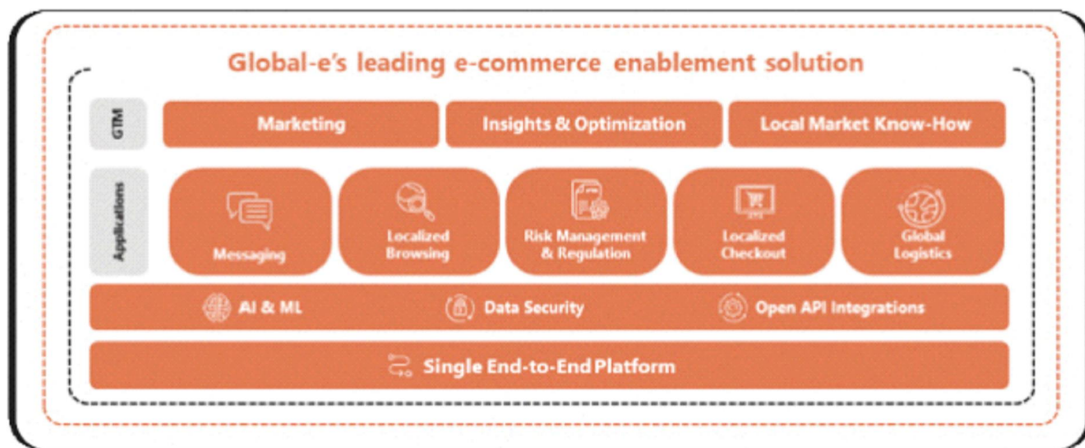 Global-e's leading e-commerce enablement solution
GTM
Marketing
Insights & Optimization
Local Market Know-How
Applications
Messaging
Localized
Browsing
Risk Management
& Regulation
Localized
Checkout
Global
Logistics
AI & ML
Data Security
Open API Integrations
Single End-to-End Platform